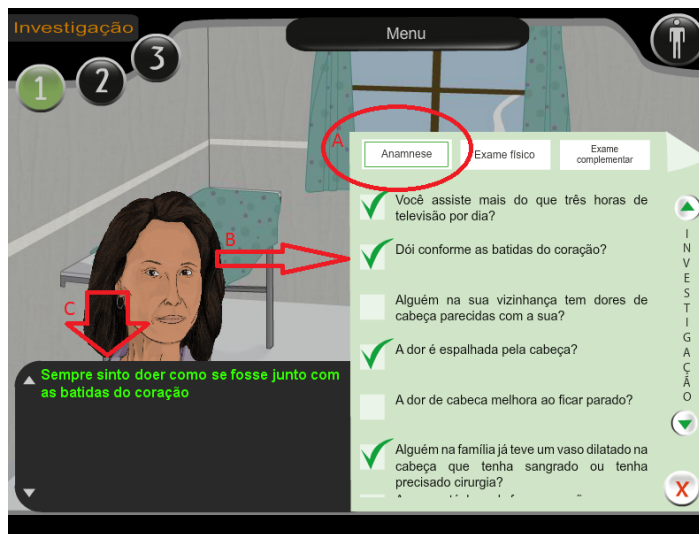 Investigação
1
2
3
Menu
A
Anamnese
Exame físico
Exame
complementar
Você assiste mais do que três horas de
televisão por dia?
B
Dói conforme as batidas do coração?
Alguém na sua vizinhança tem dores de
cabeça parecidas com a sua?
C
A dor é espalhada pela cabeça?
Sempre sinto doer como se fosse junto com
as batidas do coração
A dor de cabeca melhora ao ficar parado?
Alguém na família já teve um vaso dilatado na
cabeça que tenha sangrado ou tenha
precisado cirurgia?
INVESTIGAÇÃO
X